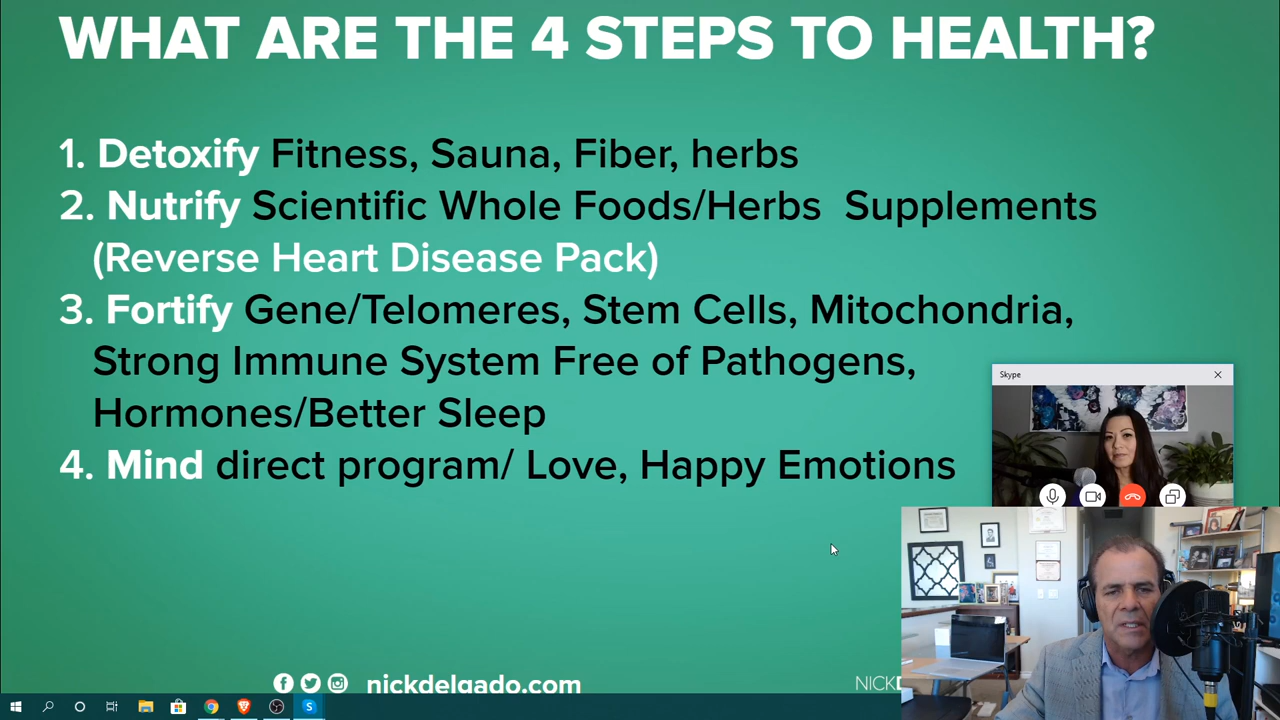 WHAT ARE THE 4 STEPS TO HEALTH?
1. Detoxify Fitness, Sauna, Fiber, herbs
2. Nutrify Scientific Whole Foods/Herbs Supplements
(Reverse Heart Disease Pack)
3. Fortify Gene/Telomeres, Stem Cells, Mitochondria,
Strong Immune System Free of Pathogens,
Hormones/Better Sleep
4. Mind direct program/ Love, Happy Emotions
Skype
nickdelgado.com